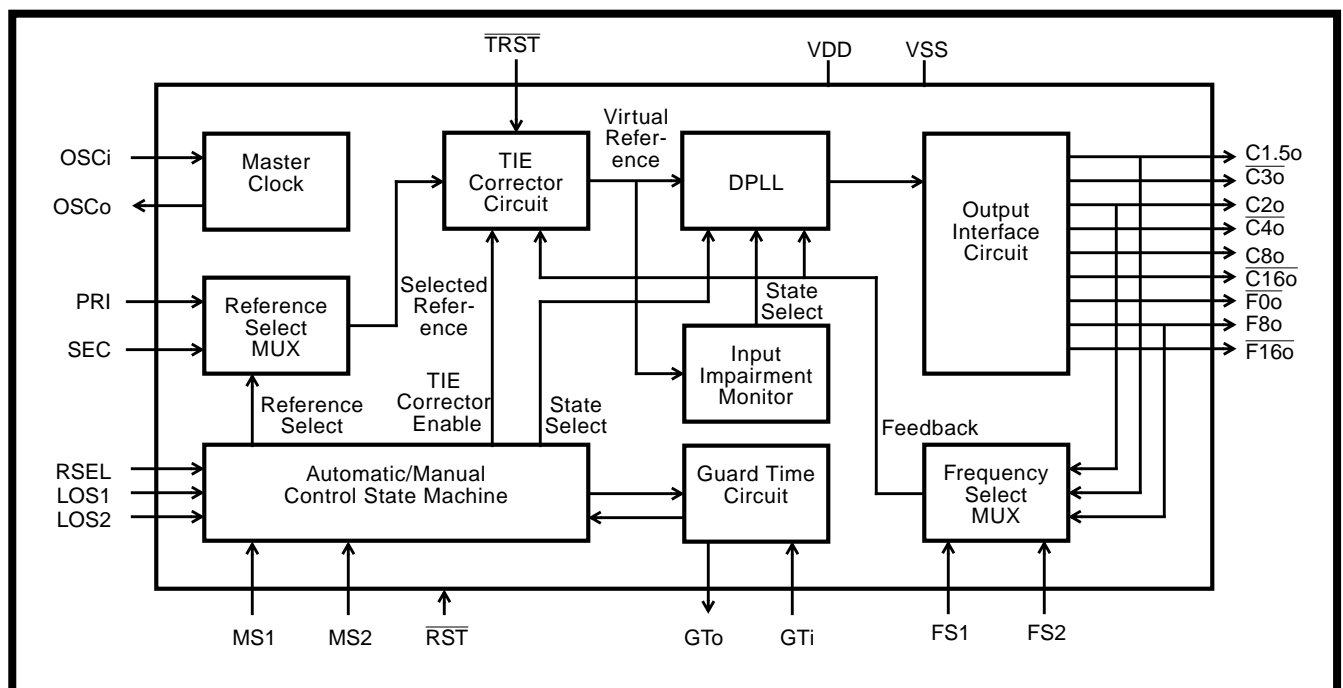 TRST
VDD
VSS
Virtual
Refer-
ence
OSCi
OSCo
Master
Clock
TIE
Corrector
Circuit
DPLL
Output
Interface
Circuit
C1.5o
C3o
C2o
C4o
C8o
C16o
F0o
F8o
F16o
PRI
SEC
Reference
Select
MUX
Selected
Refer-
ence
State
Select
Input
Impairment
Monitor
Reference
Select
TIE
Corrector
Enable
State
Select
Feedback
RSEL
LOS1
LOS2
Automatic/Manual
Control State Machine
Guard Time
Circuit
Frequency
Select
MUX
MS1
MS2
RST
GTo
GTi
FS1
FS2